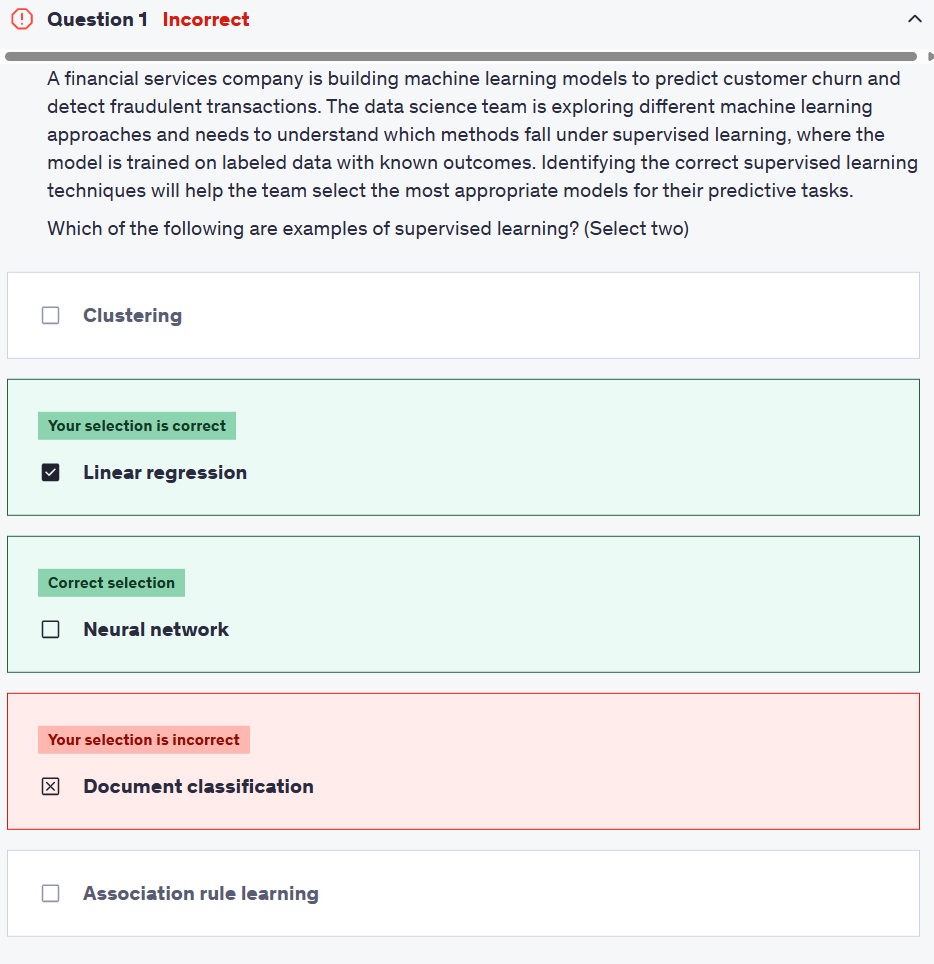 Question 1 Incorrect
A financial services company is building machine learning models to predict customer churn and
detect fraudulent transactions. The data science team is exploring different machine learning
approaches and needs to understand which methods fall under supervised learning, where the
model is trained on labeled data with known outcomes. Identifying the correct supervised learning
techniques will help the team select the most appropriate models for their predictive tasks.
Which of the following are examples of supervised learning? (Select two)
Clustering
Your selection is correct
Linear regression
Correct selection
Neural network
Your selection is incorrect
Document classification
Association rule learning